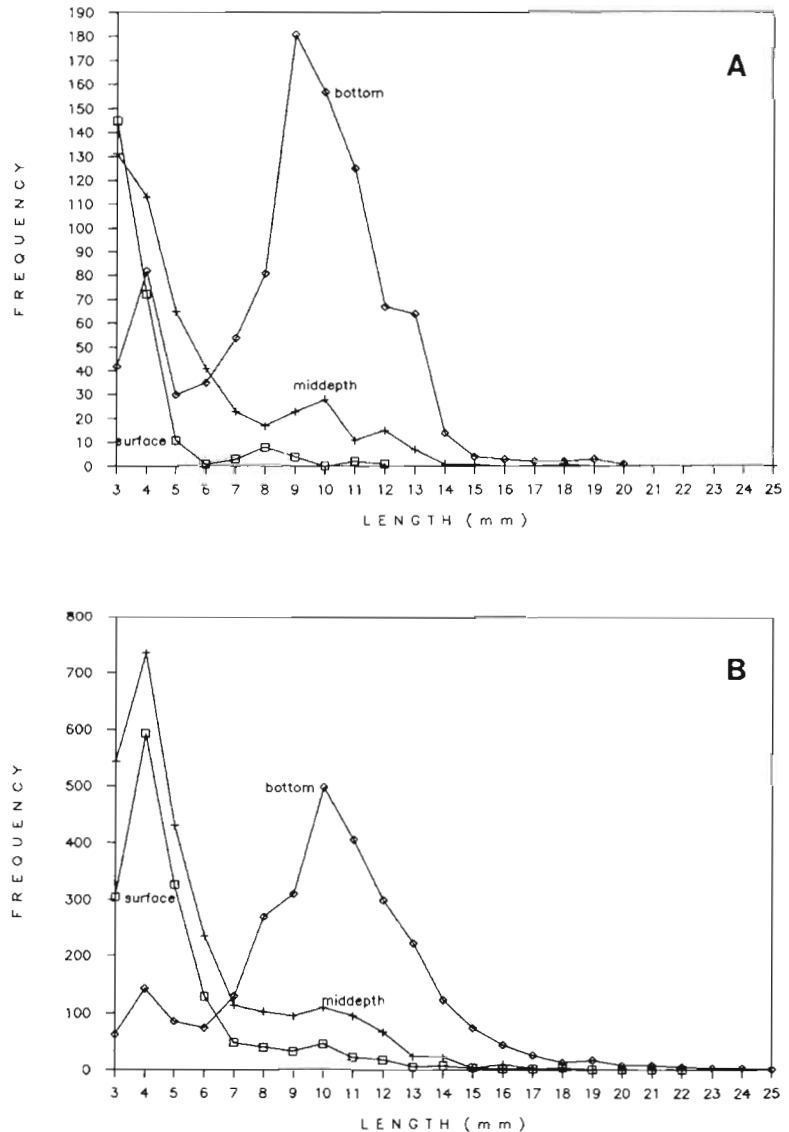 190
A
180
170
160
150
bottom
140
130
120
110
100
90
80
70
60
50
40
middepth
30
20
surface
10
0
3 4 5 6 7 8 9 10 11 12 13 14 15 16 17 18 19 20 21 22 23 24 25
LENGTH (mm)
FREQUENCY
800
B
700
600
500
bottom
400
300
surface
200
middepth
100
0
3 4 5 6 7 8 9 10 11 12 13 14 15 16 17 18 19 20 21 22 23 24 25
LENGTH (mm)
FREQUENCY